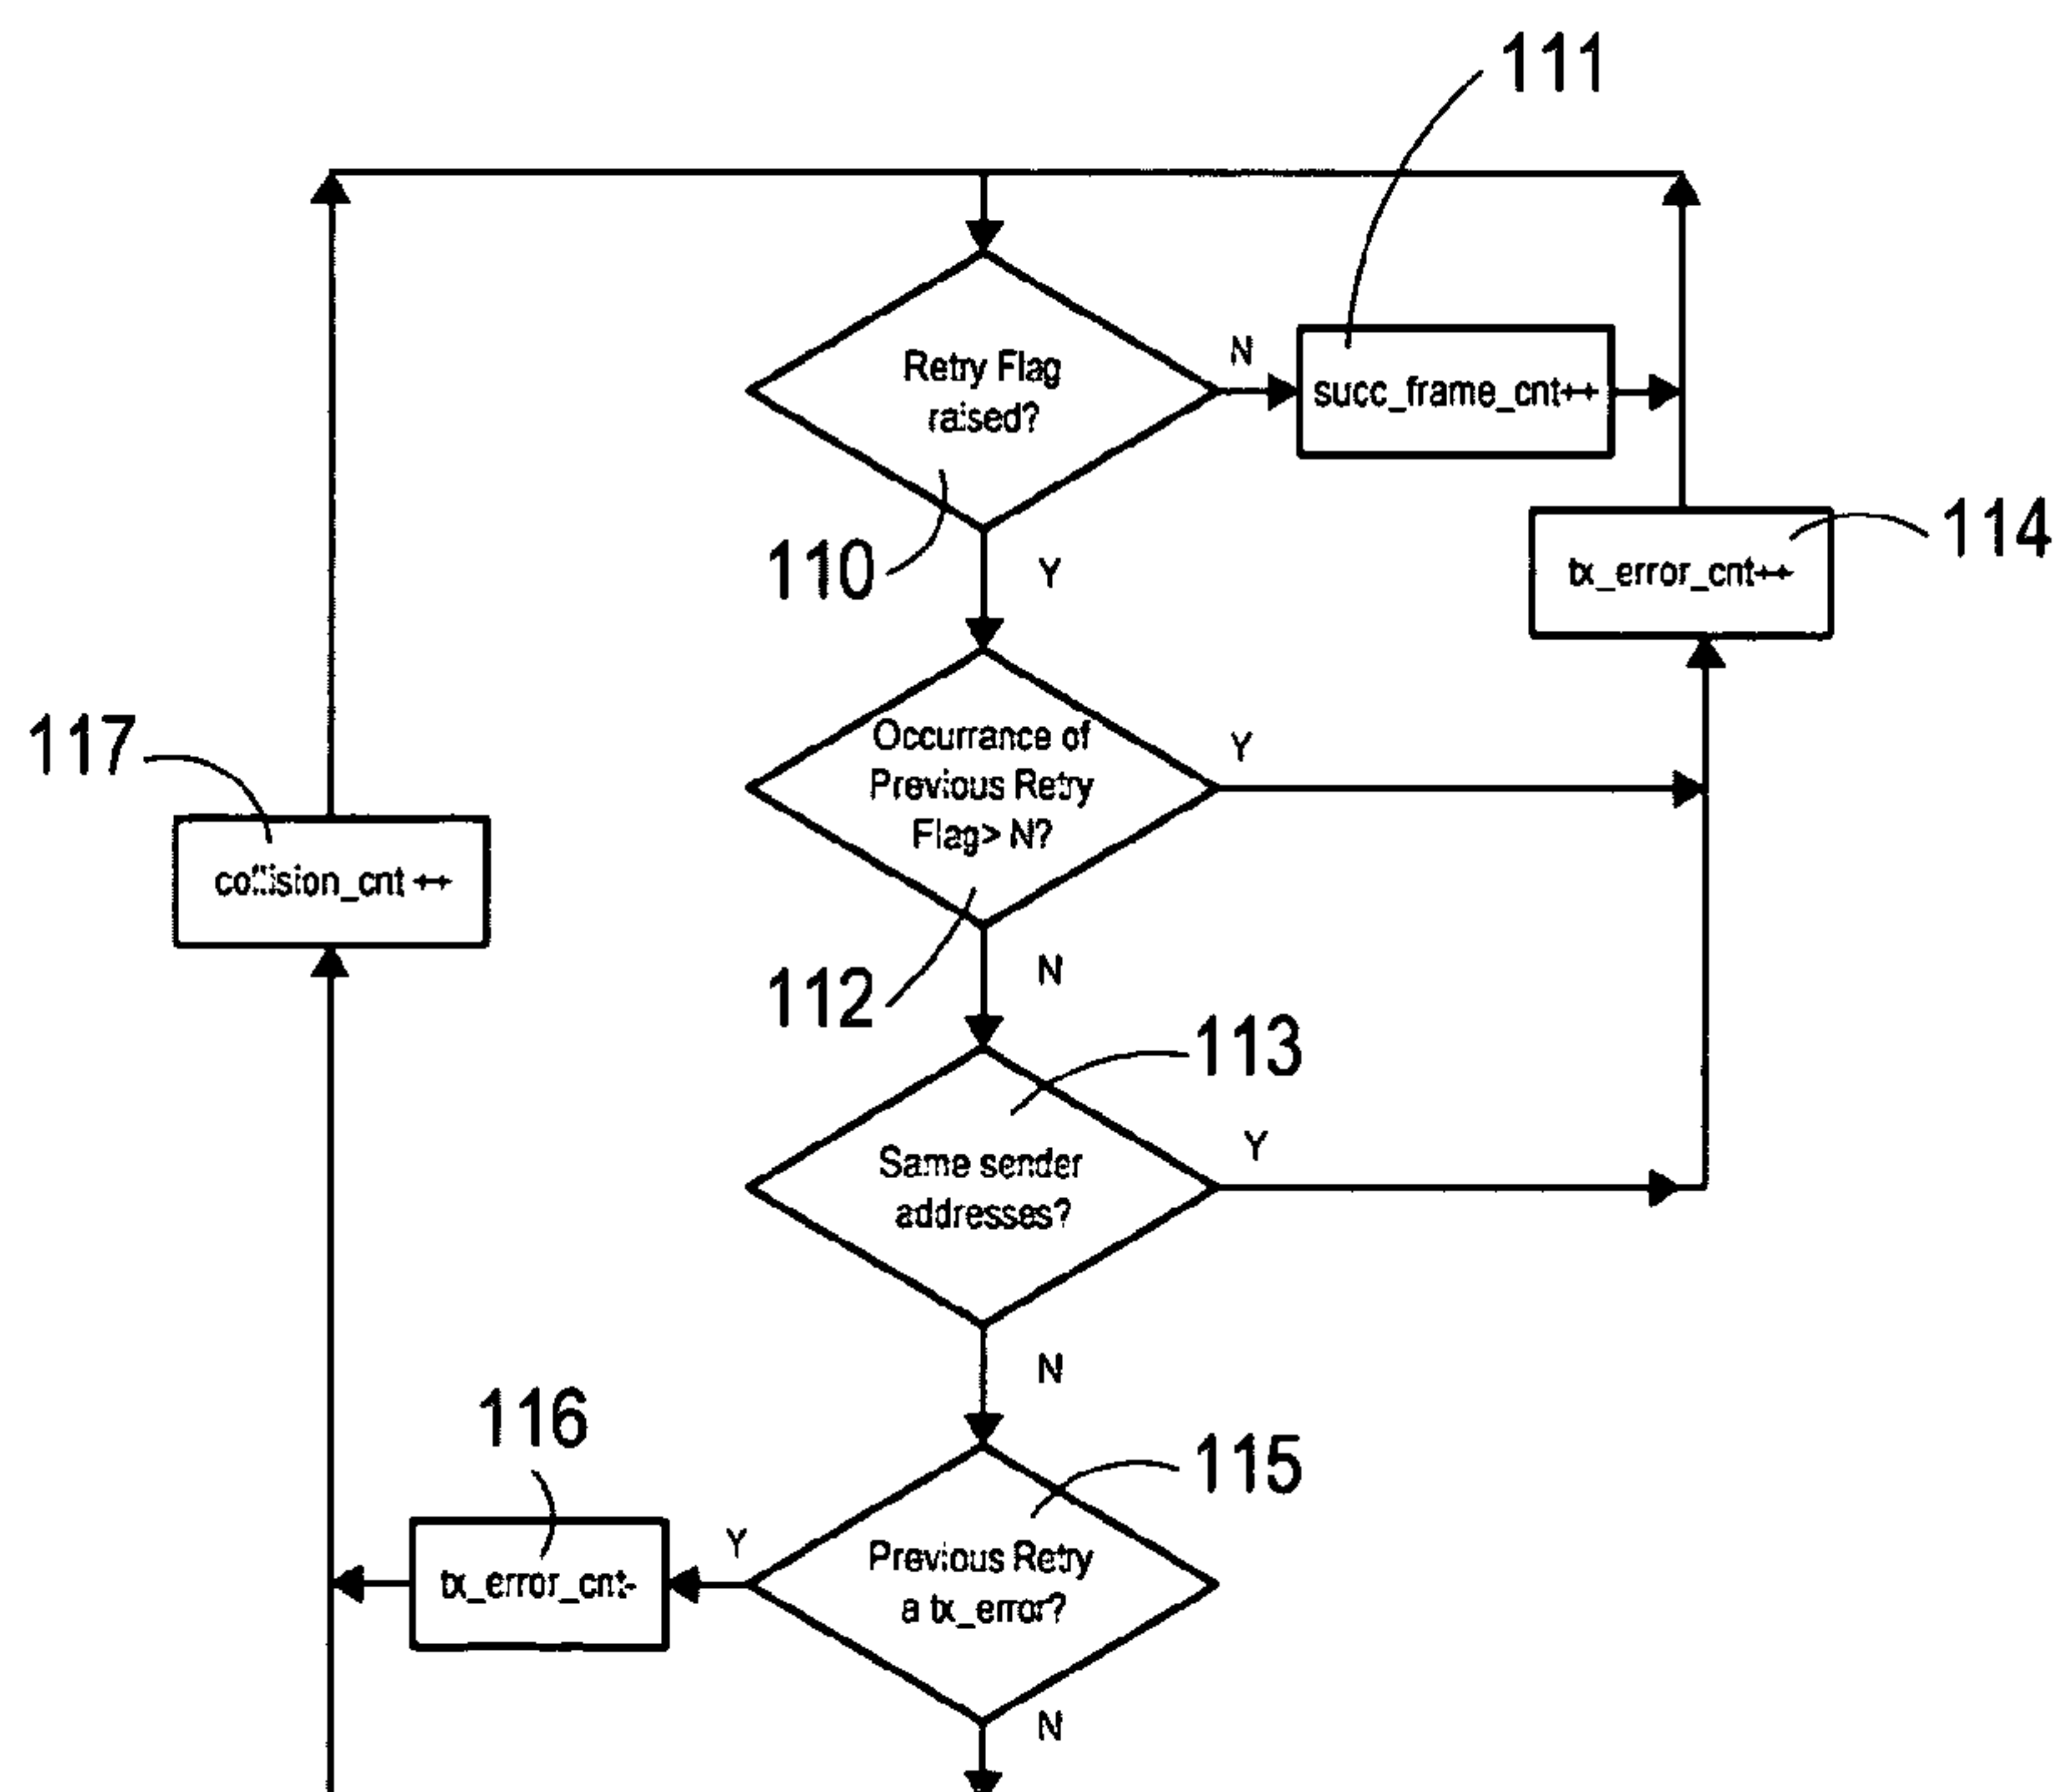 111
Retry Flag
raised?
N
succ_frame_cnt++
110
Y
114
tx_error_cnt++
117
Occurrance of
Previous Retry
Flag> N?
Y
collision_cnt ++
112
N
113
Same sender
addresses?
Y
N
116
115
Y
Previous Retry
a tx_error?
tx_error_cnt-
N